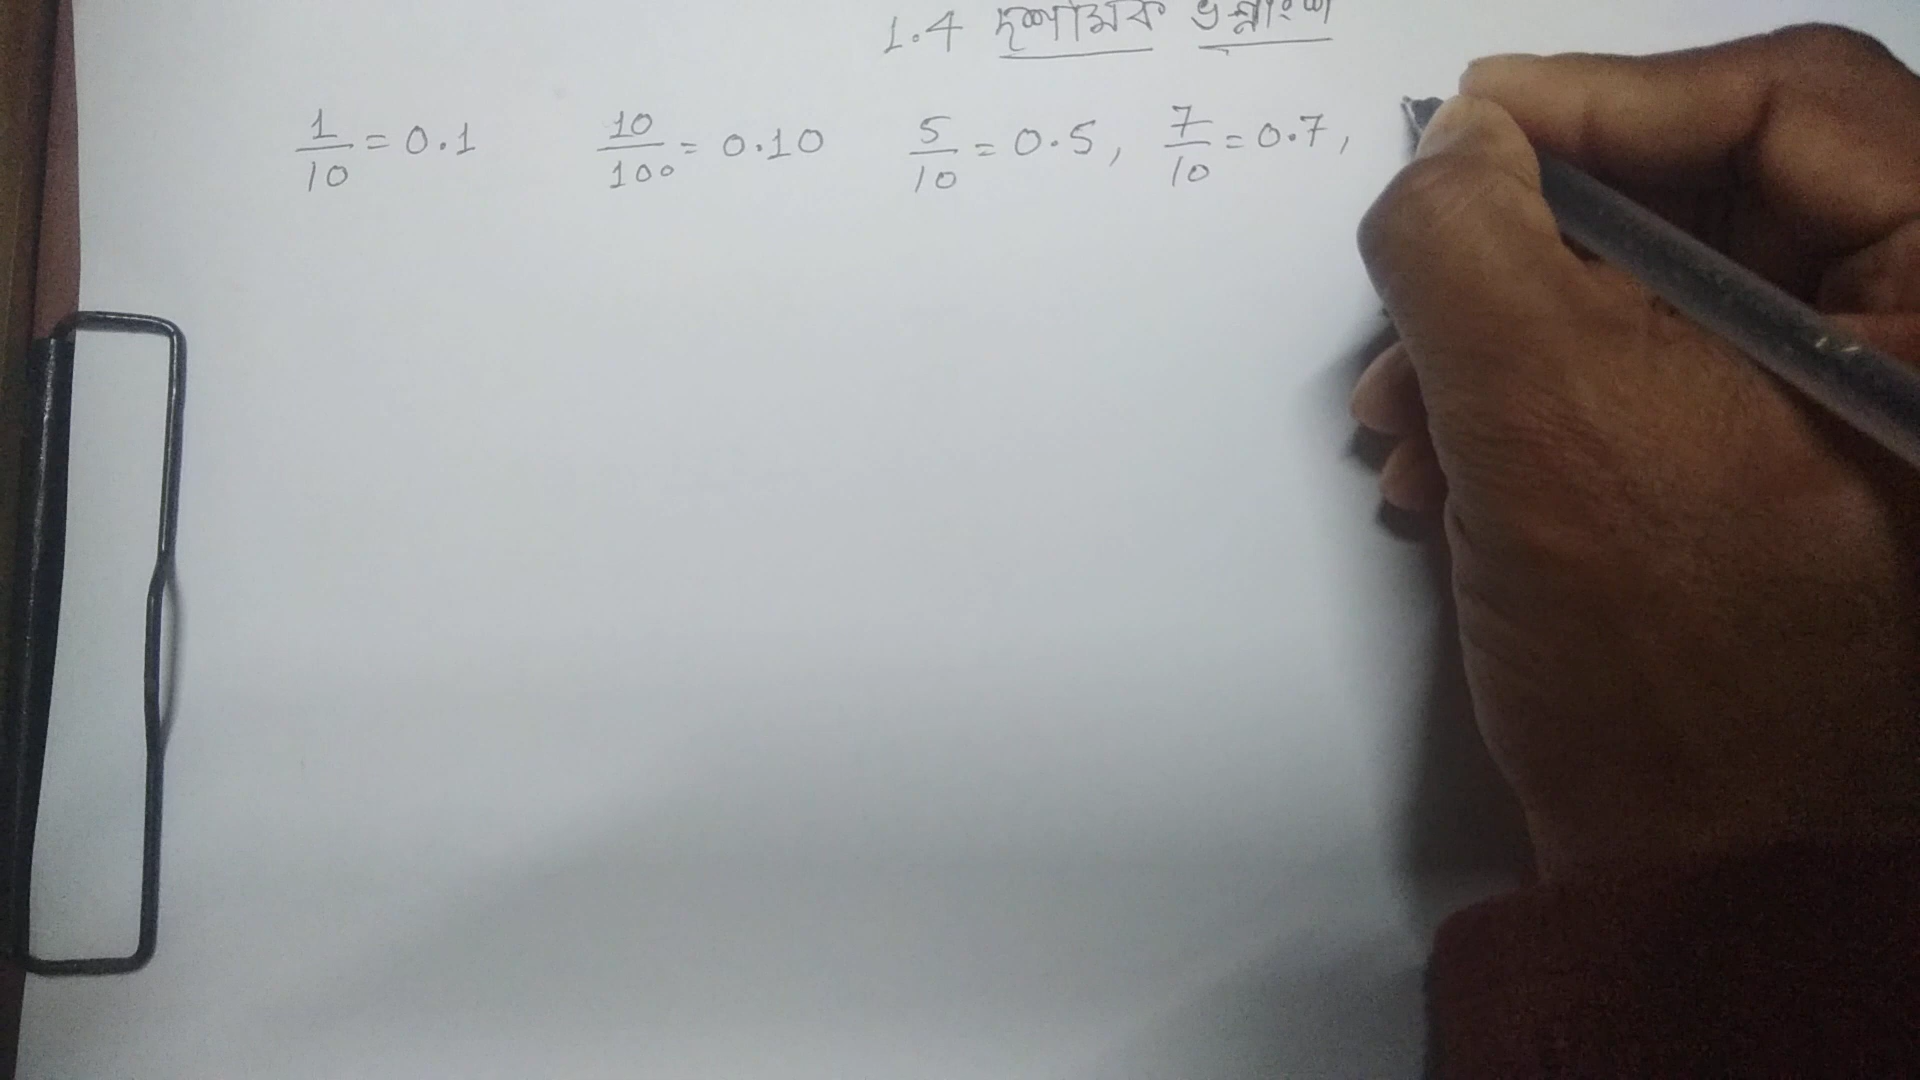 1.4 দশমিক ভগ্নাংশ
1/10 = 0.1 10/100 = 0.10 5/10 = 0.5, 7/10 = 0.7,